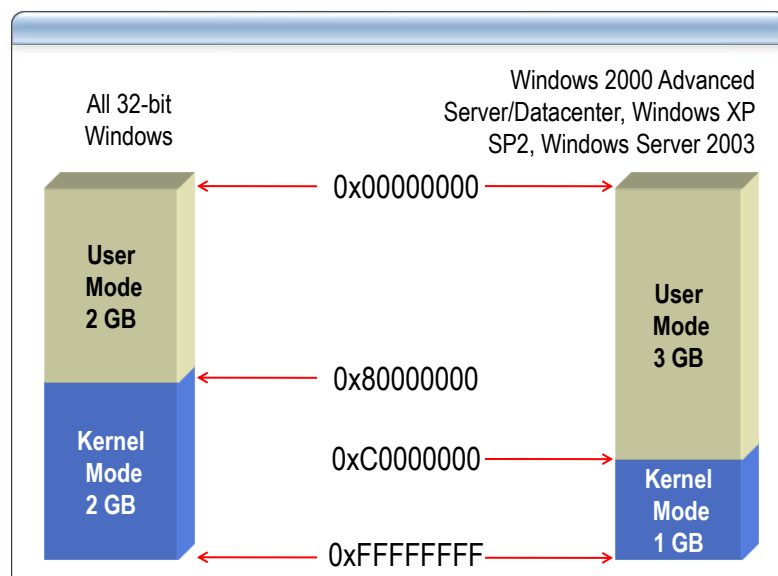 All 32-bit
Windows
Windows 2000 Advanced
Server/Datacenter, Windows XP
SP2, Windows Server 2003
0x00000000
User
Mode
2 GB
User
Mode
3 GB
0x80000000
Kernel
Mode
2 GB
0xC0000000
Kernel
Mode
1 GB
0xFFFFFFFF